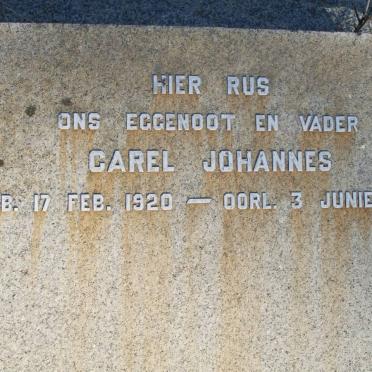 HIER RUS
ONS EGGENOOT EN VADER
CAREL JOHANNES
B. 17 FEB. 1920 — OORL. 3 JUNIE